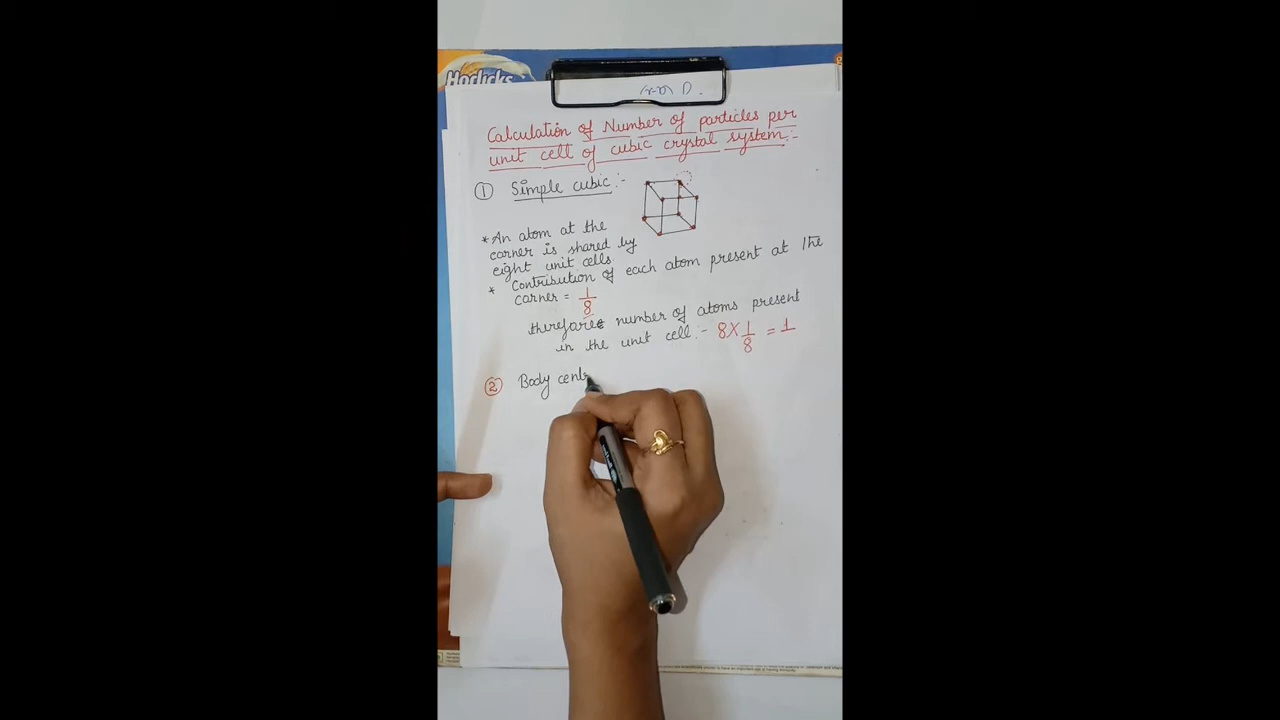 Horlicks
Calculation of Number of particles per
unit cell of cubic crystal system:-
① Simple cubic:-
* An atom at the
corner is shared by
eight unit cells.
* Contribution of each atom present at the
corner = 1/8
therefore number of atoms present
in the unit cell:- 8 X 1/8 = 1
② Body cent